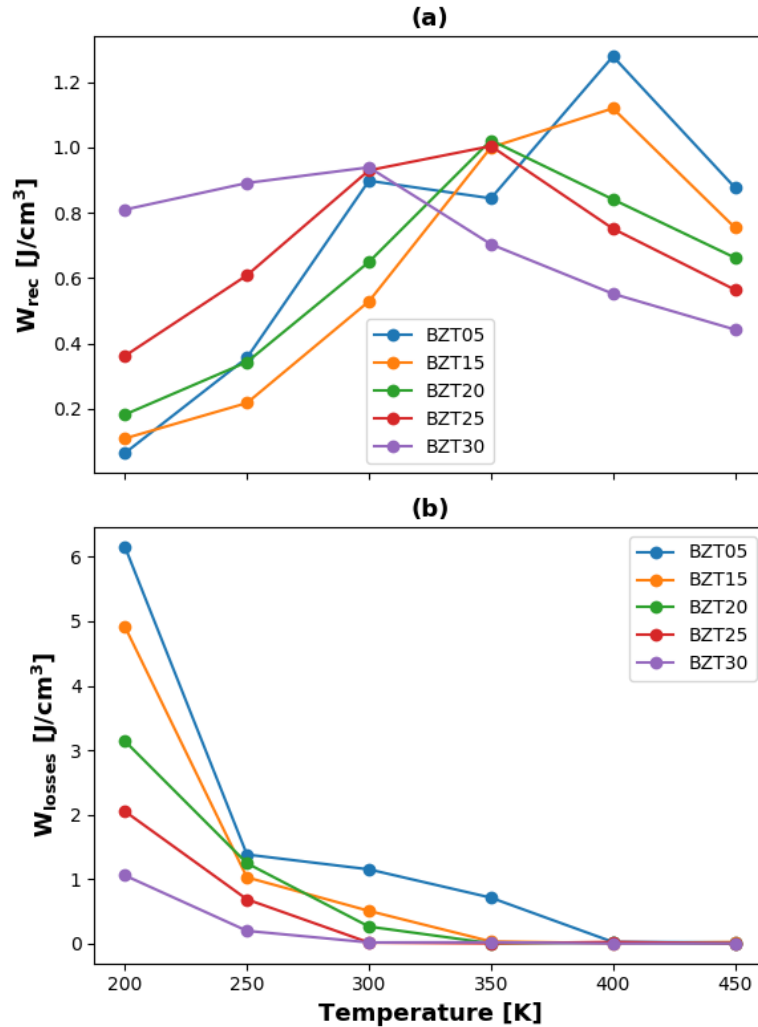 (a)
W_rec [J/cm³]
1.2
1.0
0.8
0.6
0.4
0.2
BZT05
BZT15
BZT20
BZT25
BZT30
(b)
W_losses [J/cm³]
6
5
4
3
2
1
0
BZT05
BZT15
BZT20
BZT25
BZT30
200 250 300 350 400 450
Temperature [K]